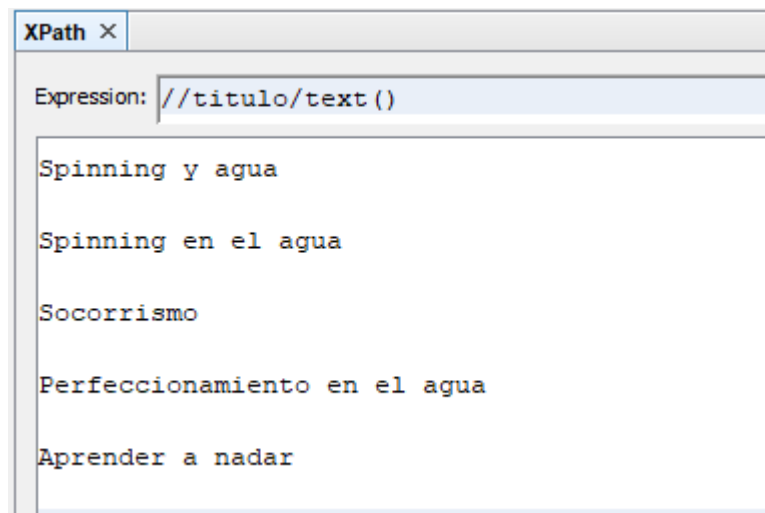 XPath ×
Expression: //titulo/text()
Spinning y agua
Spinning en el agua
Socorrismo
Perfeccionamiento en el agua
Aprender a nadar